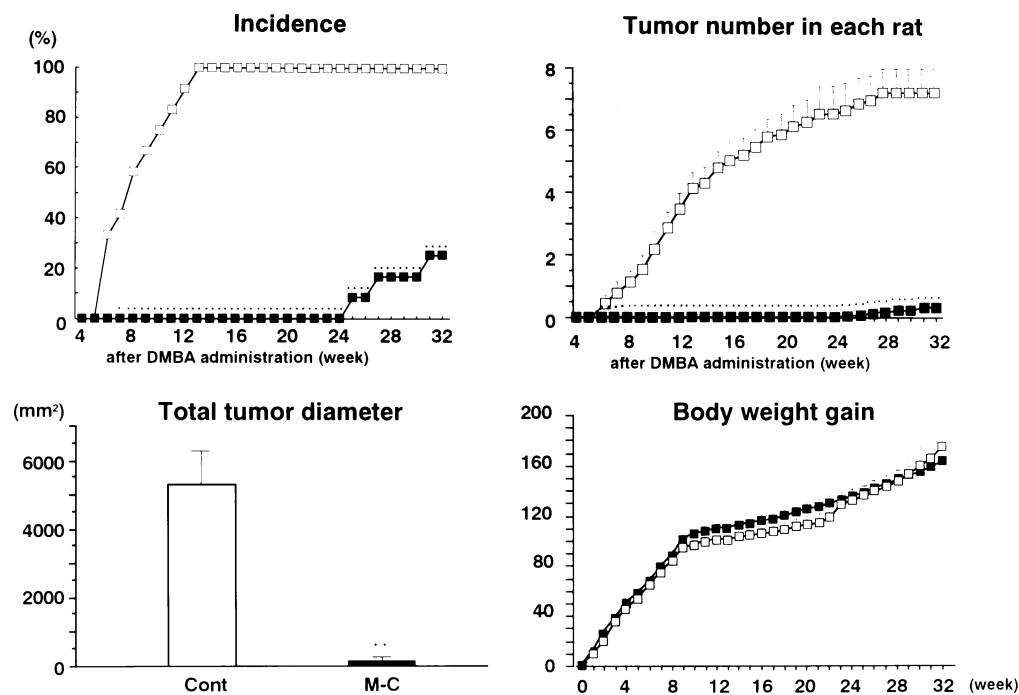 Incidence
(%)
100
80
60
40
20
0
4 8 12 16 20 24 28 32
after DMBA administration (week)
Tumor number in each rat
8
6
4
2
0
4 8 12 16 20 24 28 32
after DMBA administration (week)
Total tumor diameter
(mm²)
6000
4000
2000
0
Cont M-C
Body weight gain
200
160
120
80
40
0
0 4 8 12 16 20 24 28 32 (week)